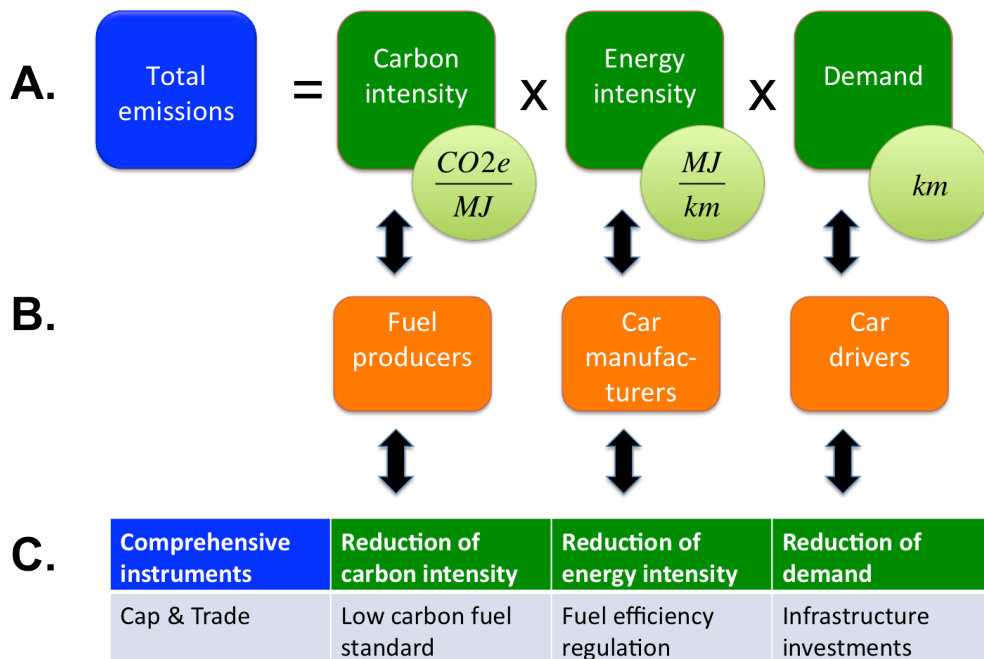 A.
Total
emissions
=
Carbon
intensity
CO2e
MJ
x
Energy
intensity
MJ
km
x
Demand
km
B.
Fuel
producers
Car
manufac-
turers
Car
drivers
C.
Comprehensive
instruments
Reduction of
carbon intensity
Reduction of
energy intensity
Reduction of
demand
Cap & Trade
Low carbon fuel
standard
Fuel efficiency
regulation
Infrastructure
investments